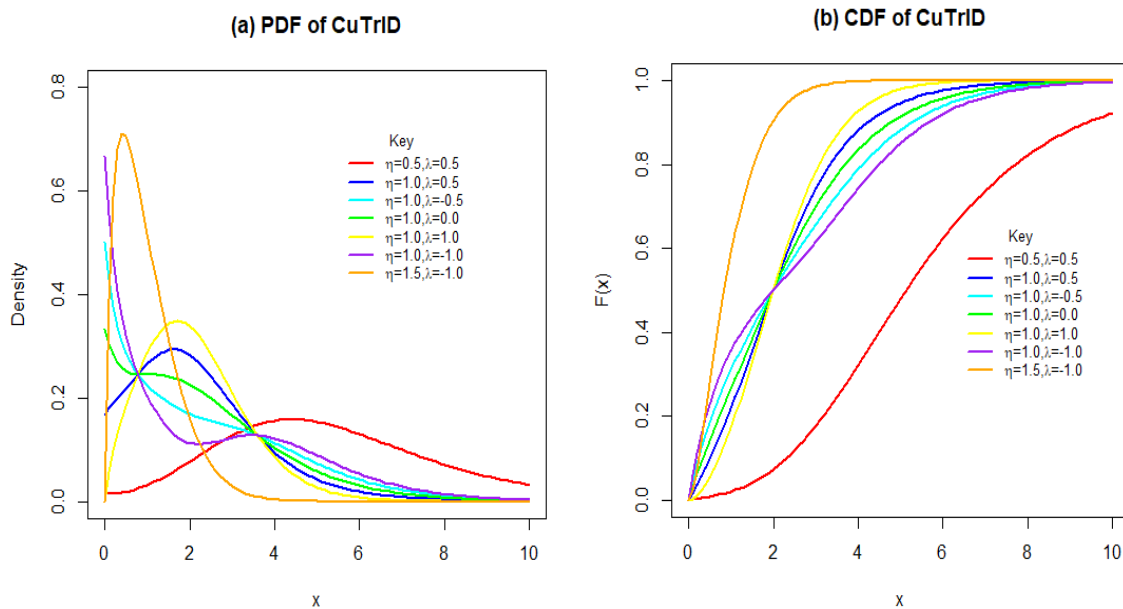 (a) PDF of CuTrID
Density
0.0
0.2
0.4
0.6
0.8
Key
η=0.5,λ=0.5
η=1.0,λ=0.5
η=1.0,λ=-0.5
η=1.0,λ=0.0
η=1.0,λ=1.0
η=1.0,λ=-1.0
η=1.5,λ=-1.0
0 2 4 6 8 10
x
(b) CDF of CuTrID
F(x)
0.0
0.2
0.4
0.6
0.8
1.0
Key
η=0.5,λ=0.5
η=1.0,λ=0.5
η=1.0,λ=-0.5
η=1.0,λ=0.0
η=1.0,λ=1.0
η=1.0,λ=-1.0
η=1.5,λ=-1.0
0 2 4 6 8 10
x